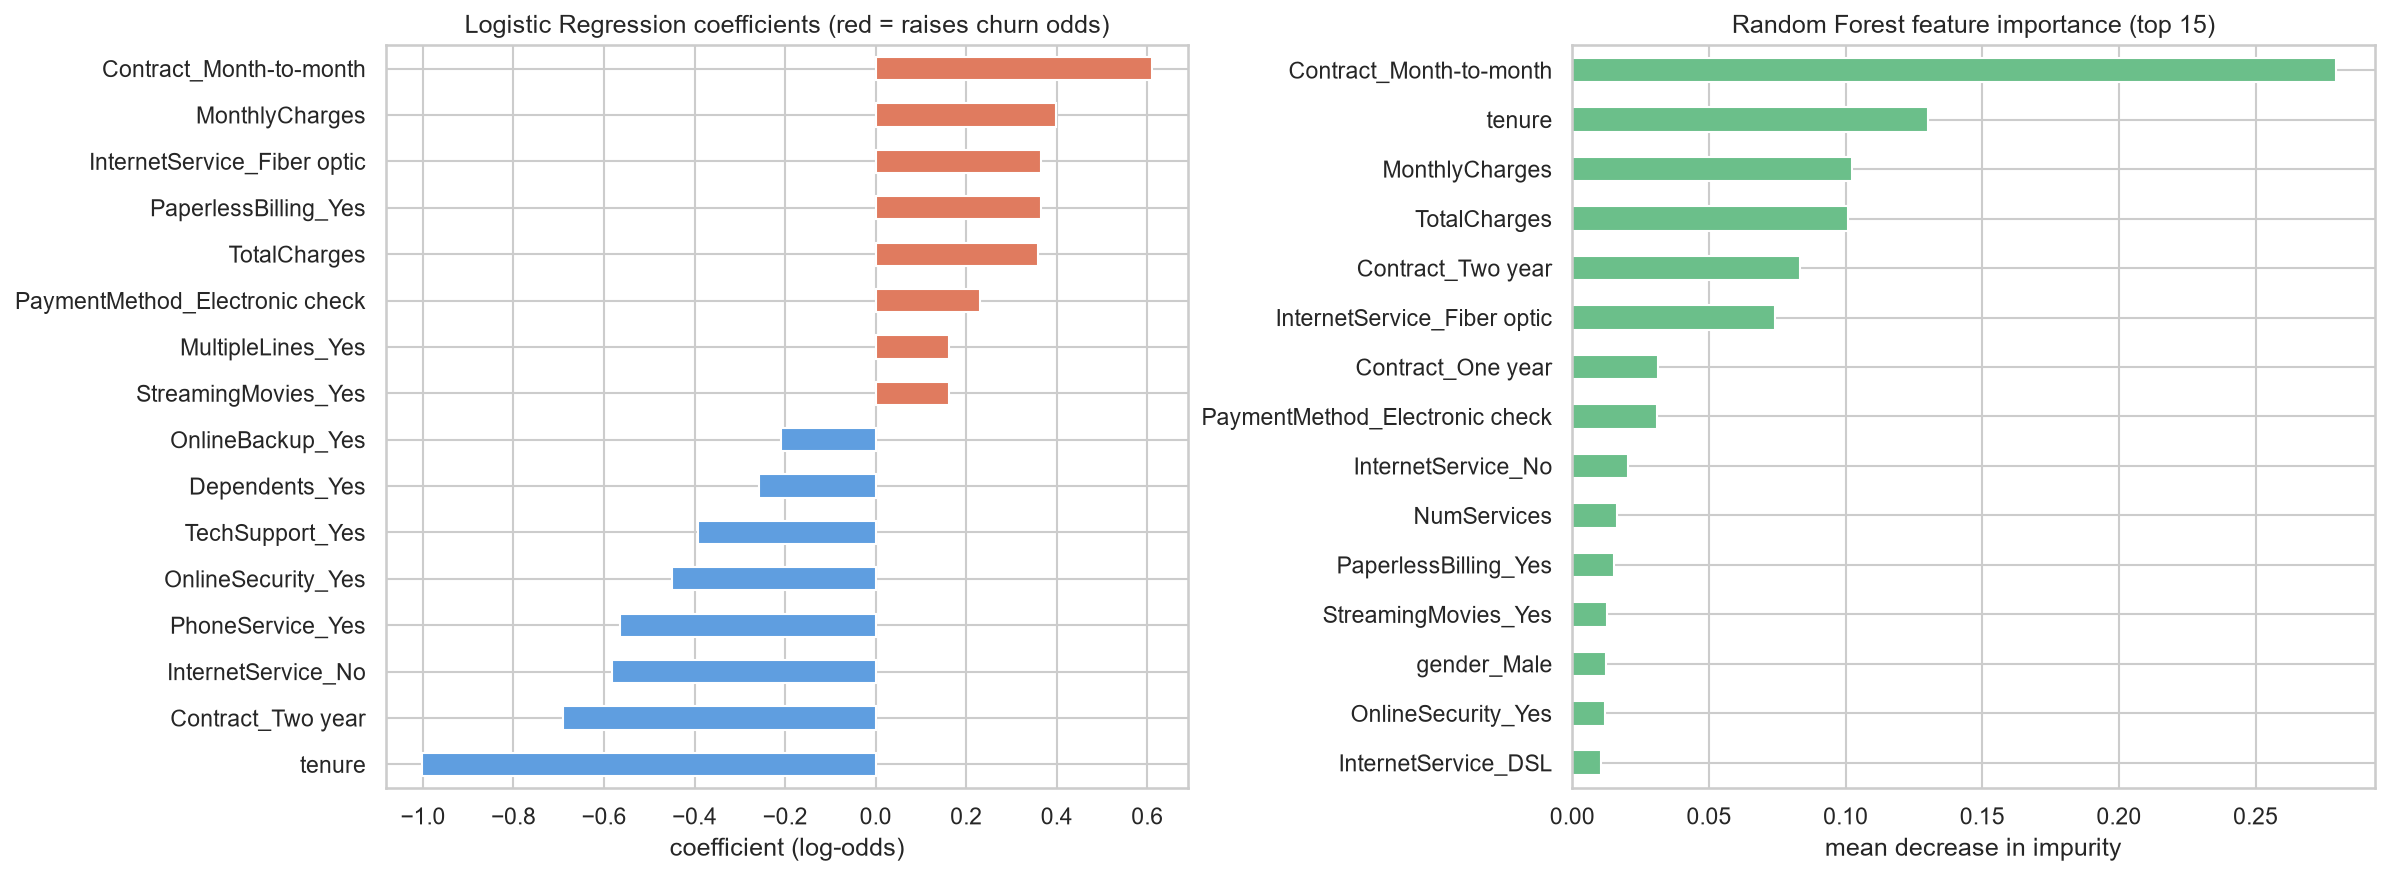 Logistic Regression coefficients (red = raises churn odds)
Contract_Month-to-month
MonthlyCharges
InternetService_Fiber optic
PaperlessBilling_Yes
TotalCharges
PaymentMethod_Electronic check
MultipleLines_Yes
StreamingMovies_Yes
OnlineBackup_Yes
Dependents_Yes
TechSupport_Yes
OnlineSecurity_Yes
PhoneService_Yes
InternetService_No
Contract_Two year
tenure
−1.0 −0.8 −0.6 −0.4 −0.2 0.0 0.2 0.4 0.6
coefficient (log-odds)
Random Forest feature importance (top 15)
Contract_Month-to-month
tenure
MonthlyCharges
TotalCharges
Contract_Two year
InternetService_Fiber optic
Contract_One year
PaymentMethod_Electronic check
InternetService_No
NumServices
PaperlessBilling_Yes
StreamingMovies_Yes
gender_Male
OnlineSecurity_Yes
InternetService_DSL
0.00 0.05 0.10 0.15 0.20 0.25
mean decrease in impurity